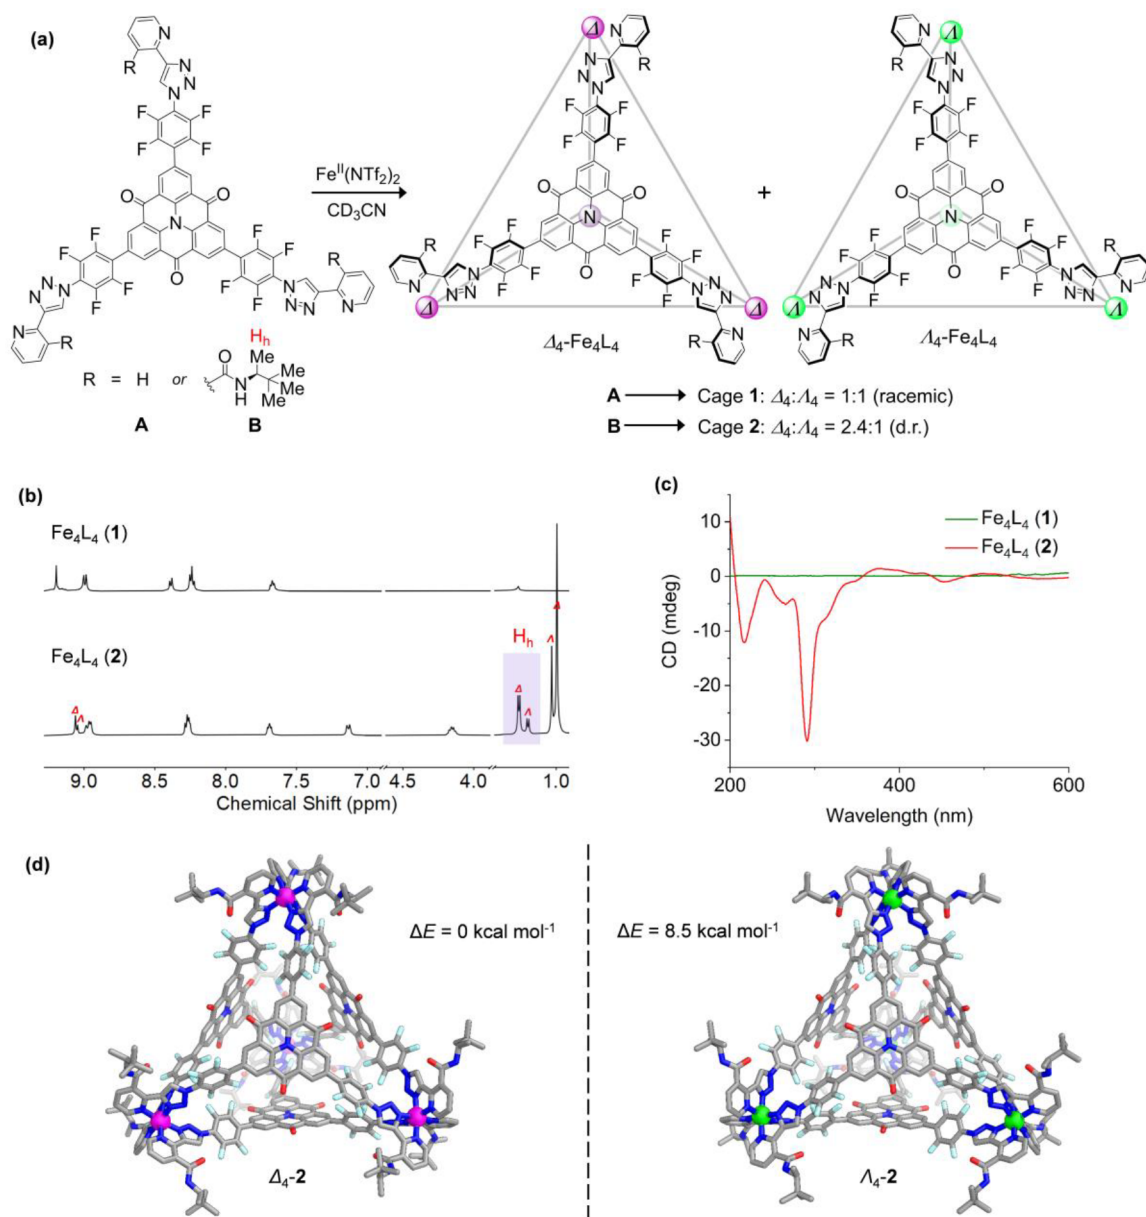 (a)
N
R
N
N
N
F
F
F
F
O
O
N
O
F
F
F
F
F
F
F
F
R
N
N
N
N
N
N
N
N
R
H_h
R = H or
O
N
H
Me
Me
Me
Me
A
B
Fe^II(NTf2)2
CD3CN
Δ
N
N
R
N
N
F
F
F
F
O
O
N
O
F
F
F
F
F
F
F
F
R
N
N
N
N
N
N
N
N
R
Δ
Δ
Δ4-Fe4L4
+
Λ
N
N
R
N
N
F
F
F
F
O
O
N
O
F
F
F
F
F
F
F
F
R
N
N
N
N
N
N
N
N
R
Λ
Λ
Λ4-Fe4L4
A Cage 1: Δ4:Λ4 = 1:1 (racemic)
B Cage 2: Δ4:Λ4 = 2.4:1 (d.r.)
(b)
Fe4L4 (1)
Fe4L4 (2)
H_h
Δ
Λ
Δ
Λ
Λ
Δ
9.0 8.5 8.0 7.5 7.0 4.5 4.0 1.0
Chemical Shift (ppm)
(c)
Fe4L4 (1)
Fe4L4 (2)
CD (mdeg)
10
0
-10
-20
-30
200 400 600
Wavelength (nm)
(d)
ΔE = 0 kcal mol-1
ΔE = 8.5 kcal mol-1
Δ4-2
Λ4-2